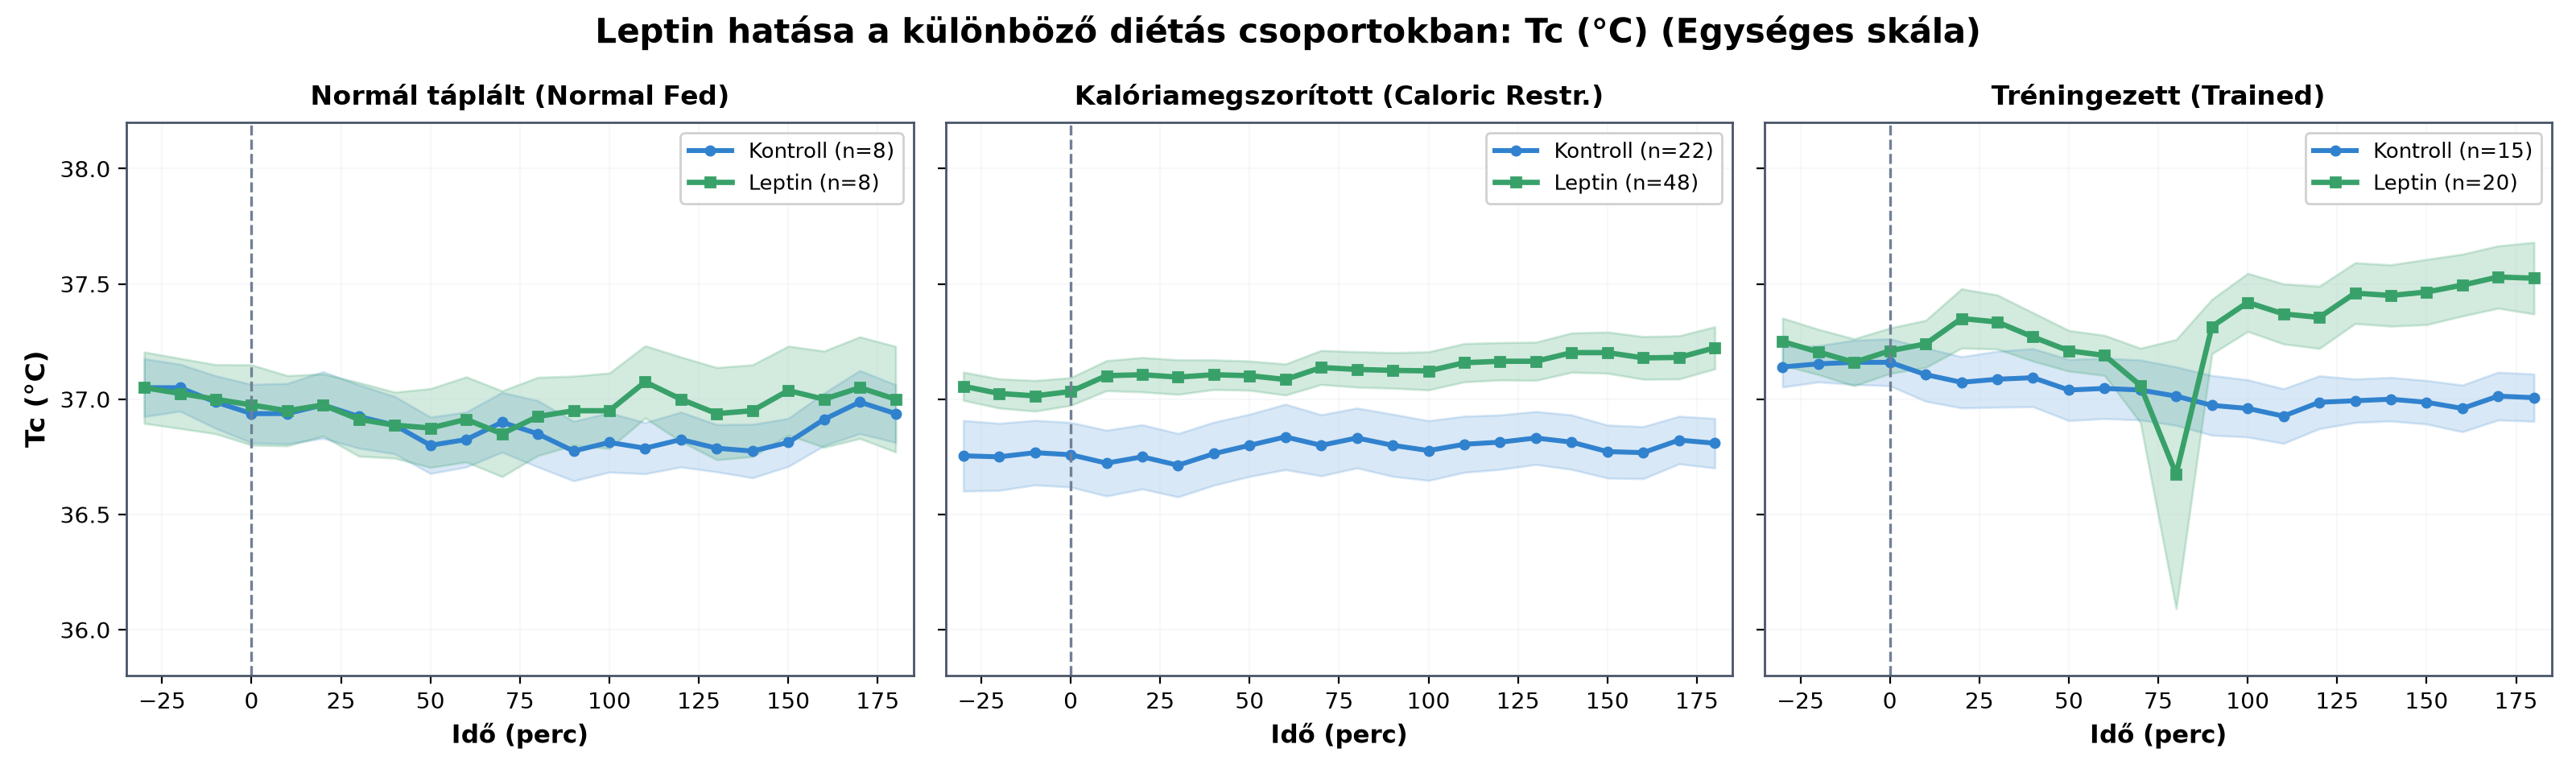 Leptin hatása a különböző diétás csoportokban: Tc (°C) (Egységes skála)
Normál táplált (Normal Fed)
Kontroll (n=8)
Leptin (n=8)
Tc (°C)
38.0
37.5
37.0
36.5
36.0
−25 0 25 50 75 100 125 150 175
Idő (perc)
Kalóriamegszorított (Caloric Restr.)
Kontroll (n=22)
Leptin (n=48)
−25 0 25 50 75 100 125 150 175
Idő (perc)
Tréningezett (Trained)
Kontroll (n=15)
Leptin (n=20)
−25 0 25 50 75 100 125 150 175
Idő (perc)